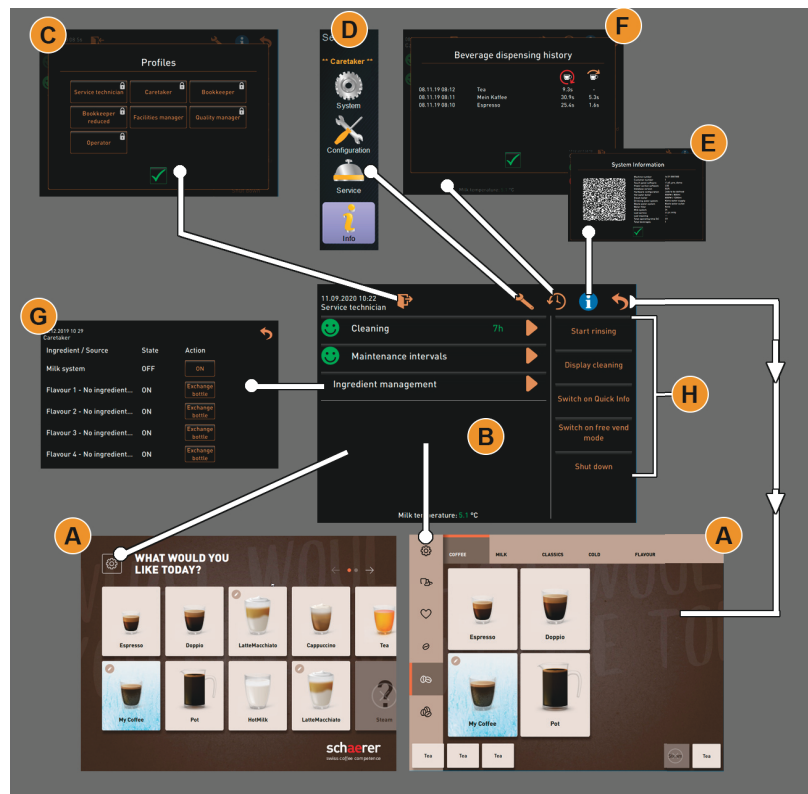 C
D
F
Profiles
Service technician
Caretaker
Bookkeeper
Bookkeeper
reduced
Facilities manager
Quality manager
Operator
Se
** Caretaker **
System
Configuration
Service
Info
Beverage dispensing history
08.11.19 08:12 Tea 9.3s -
08.11.19 08:11 Mein Kaffee 30.9s 5.3s
08.11.19 08:10 Espresso 25.4s 1.6s
E
System Information
G
.2019 10 29
Caretaker
Ingredient / Source State Action
Milk system OFF ON
Flavour 1 - No ingredient... ON Exchange
bottle
Flavour 2 - No ingredient... ON Exchange
bottle
Flavour 3 - No ingredient... ON Exchange
bottle
Flavour 4 - No ingredient... ON Exchange
bottle
11.09.2020 10:22
Service technician
Cleaning 7h
Maintenance intervals
Ingredient management
B
Milk temperature: 5.1 °C
Start rinsing
Display cleaning
Switch on Quick Info
Switch on free vend
mode
Shut down
H
A
WHAT WOULD YOU
LIKE TODAY?
Espresso
Doppio
LatteMacchiato
Cappuccino
Tea
My Coffee
Pot
HotMilk
LatteMacchiato
?
Steam
schaerer
swiss coffee competence
A
COFFEE MILK CLASSICS COLD FLAVOUR
Espresso
Doppio
My Coffee
Pot
Tea Tea Tea
Tea